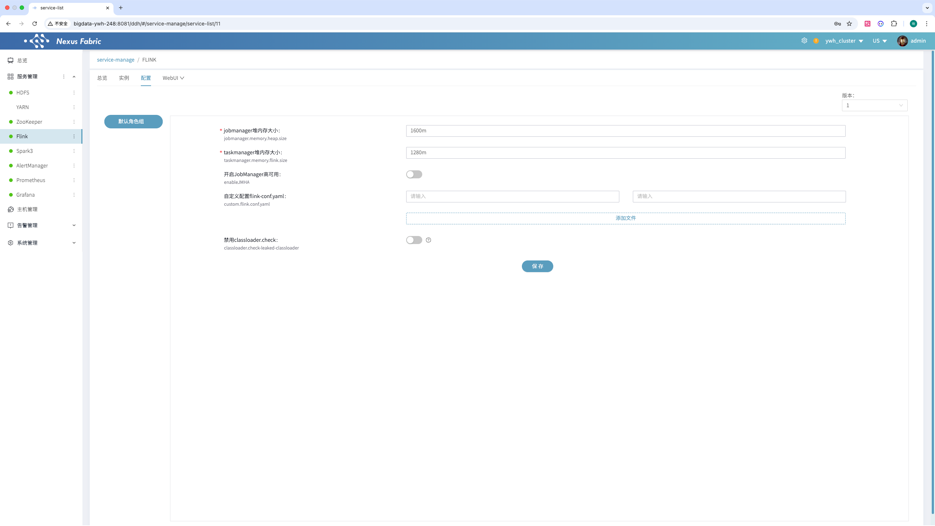 service-list
不安全
bigdata-ywh-248:8081/ddh/#/service-manage/service-list/11
Nexus Fabric
ywh_cluster
US
admin
总览
服务管理
HDFS
YARN
ZooKeeper
Flink
Spark3
AlertManager
Prometheus
Grafana
主机管理
告警管理
系统管理
service-manage / FLINK
总览
实例
配置
WebUI
版本:
1
默认角色组
* jobmanager堆内存大小:
jobmanager.memory.heap.size
1600m
* taskmanager堆内存大小:
taskmanager.memory.flink.size
1280m
开启JobManager高可用:
enableJMHA
自定义配置flink-conf.yaml:
custom.flink.conf.yaml
请输入
请输入
添加文件
禁用classloader.check:
classloader.check-leaked-classloader
保 存